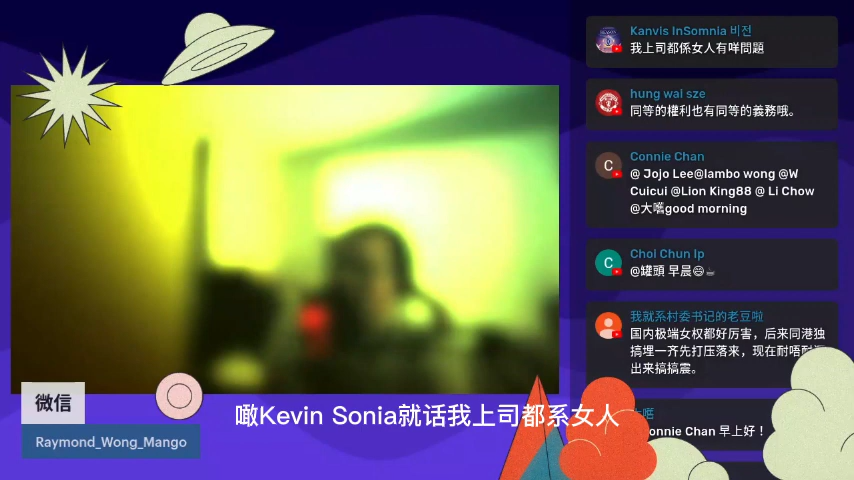 Kanvis InSomnia 비전
我上司都係女人有咩問題
hung wai sze
同等的權利也有同等的義務哦。
Connie Chan
@ Jojo Lee@lambo wong @W
Cuicui @Lion King88 @ Li Chow
@大嚿good morning
Choi Chun Ip
@罐頭 早晨😄☕
我就系村委书记的老豆啦
国内极端女权都好厉害，后来同港独
搞埋一齐先打压落来，现在耐唔耐
出来搞搞震。
嚿
onnie Chan 早上好！
微信
Raymond_Wong_Mango
噉Kevin Sonia就话我上司都系女人